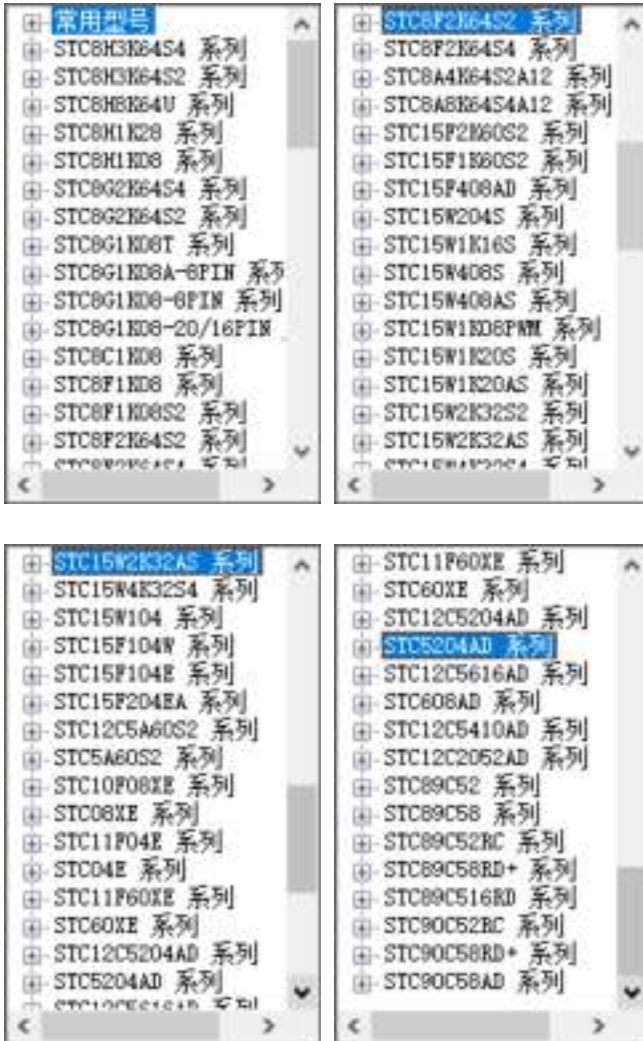 常用型号
STC8H3K64S4 系列
STC8H3K64S2 系列
STC8H8K64U 系列
STC8H1K28 系列
STC8H1K08 系列
STC8G2K64S4 系列
STC8G2K64S2 系列
STC8G1K08T 系列
STC8G1K08A-8PIN 系列
STC8G1K08-8PIN 系列
STC8G1K08-20/16PIN
STC8C1K08 系列
STC8F1K08 系列
STC8F1K08S2 系列
STC8F2K64S2 系列
STC8F2K64S4 系列
STC8F2K64S2 系列
STC8F2K64S4 系列
STC8A4K64S2A12 系列
STC8A8K64S4A12 系列
STC15F2K60S2 系列
STC15F1K60S2 系列
STC15F408AD 系列
STC15W204S 系列
STC15W1K16S 系列
STC15W408S 系列
STC15W408AS 系列
STC15W1K08PWM 系列
STC15W1K20S 系列
STC15W1K20AS 系列
STC15W2K32S2 系列
STC15W2K32AS 系列
STC15W4K32S4 系列
STC15W2K32AS 系列
STC15W4K32S4 系列
STC15W104 系列
STC15F104W 系列
STC15F104E 系列
STC15F204EA 系列
STC12C5A60S2 系列
STC5A60S2 系列
STC10F08XE 系列
STC08XE 系列
STC11F04E 系列
STC04E 系列
STC11F60XE 系列
STC60XE 系列
STC12C5204AD 系列
STC5204AD 系列
STC12C5616AD 系列
STC11F60XE 系列
STC60XE 系列
STC12C5204AD 系列
STC5204AD 系列
STC12C5616AD 系列
STC608AD 系列
STC12C5410AD 系列
STC12C2052AD 系列
STC89C52 系列
STC89C58 系列
STC89C52RC 系列
STC89C58RD+ 系列
STC89C516RD 系列
STC90C52RC 系列
STC90C58RD+ 系列
STC90C58AD 系列